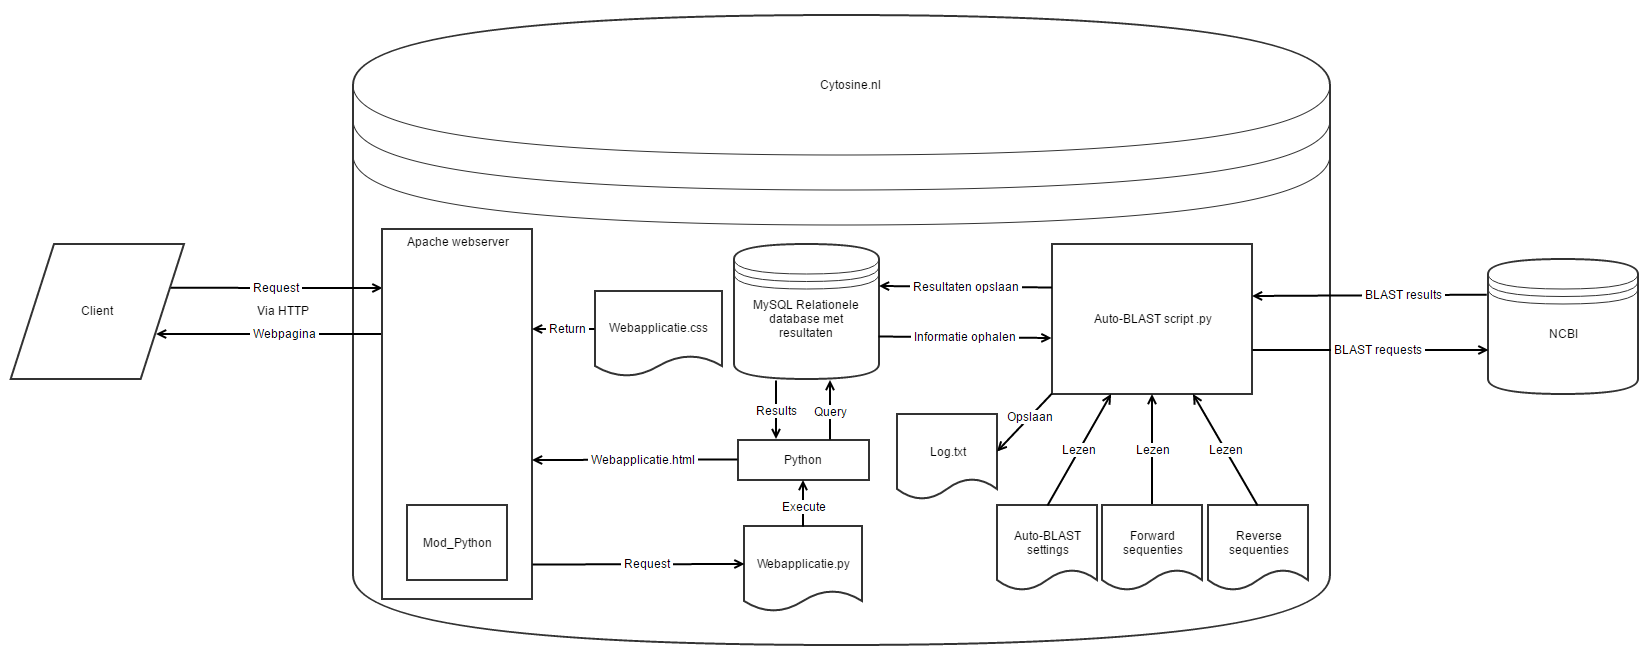 Cytosine.nl
Apache webserver
Client
Request
Via HTTP
Webpagina
Return
Webapplicatie.css
MySQL Relationele
database met
resultaten
Resultaten opslaan
Informatie ophalen
Auto-BLAST script .py
BLAST results
BLAST requests
NCBI
Results
Query
Opslaan
Log.txt
Lezen
Lezen
Lezen
Webapplicatie.html
Python
Execute
Mod_Python
Request
Webapplicatie.py
Auto-BLAST
settings
Forward
sequenties
Reverse
sequenties